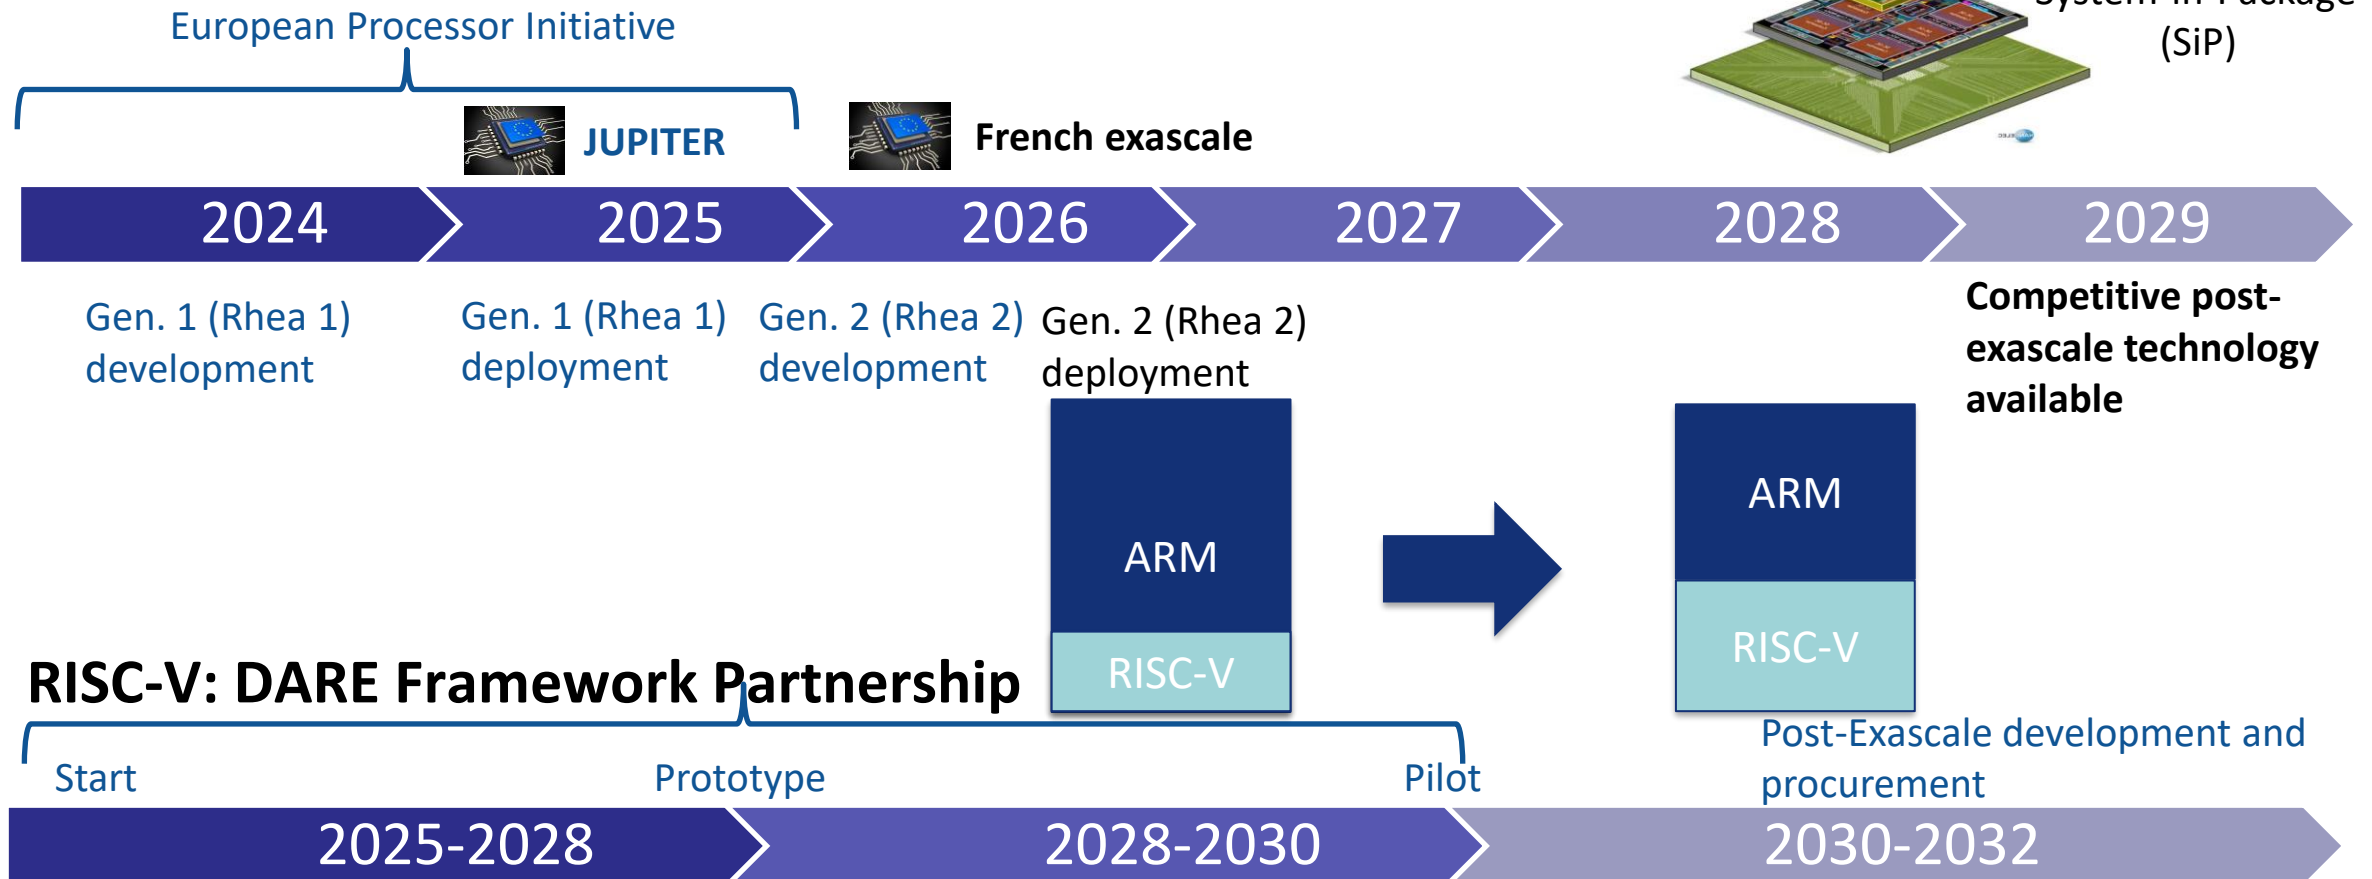 European Processor Initiative
System-in-Package
(SiP)
JUPITER
French exascale
2024
2025
2026
2027
2028
2029
Gen. 1 (Rhea 1)
development
Gen. 1 (Rhea 1)
deployment
Gen. 2 (Rhea 2)
development
Gen. 2 (Rhea 2)
deployment
Competitive post-
exascale technology
available
ARM
RISC-V
ARM
RISC-V
RISC-V: DARE Framework Partnership
Start
Prototype
Pilot
Post-Exascale development and
procurement
2025-2028
2028-2030
2030-2032